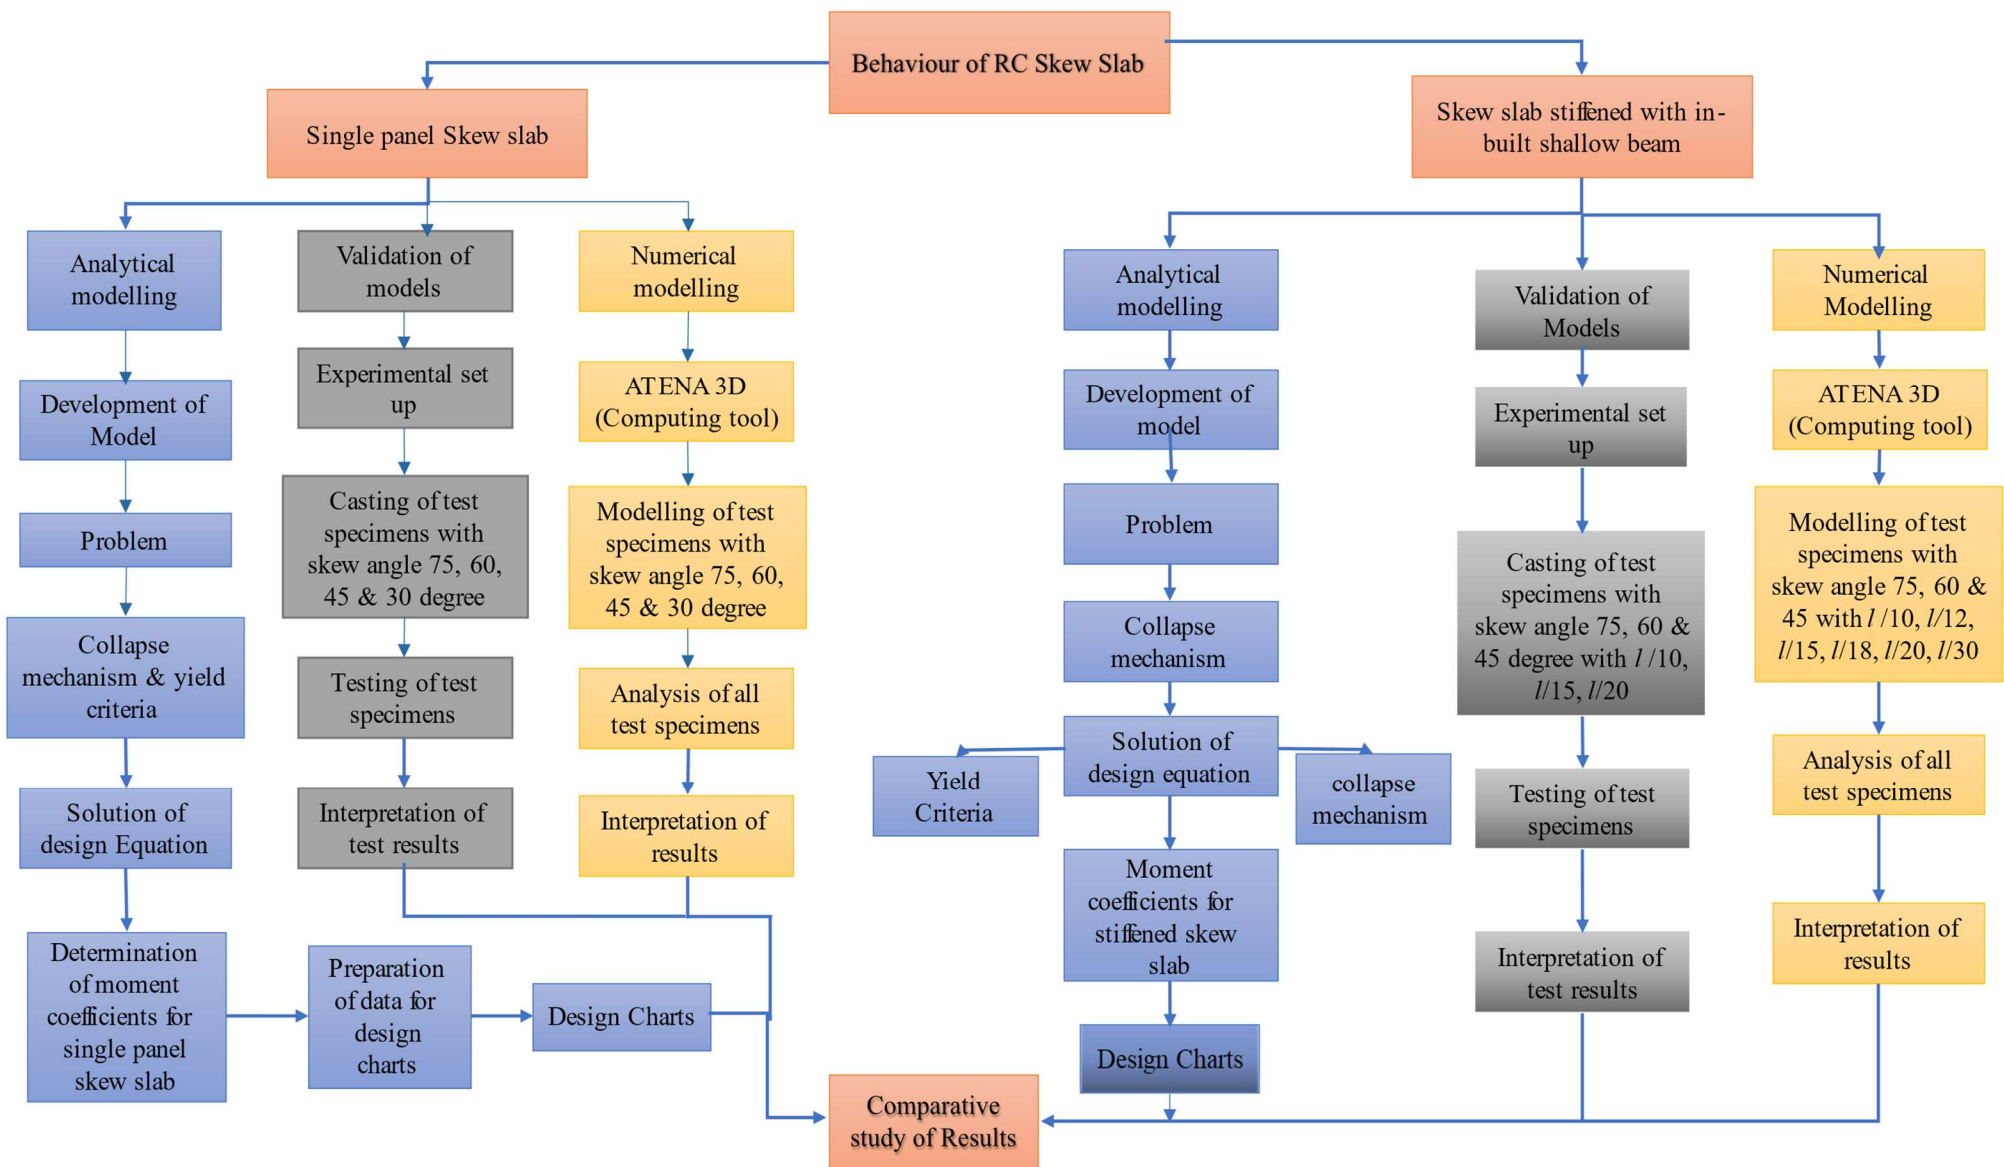 Behaviour of RC Skew Slab
Single panel Skew slab
Analytical
modelling
Development of
Model
Problem
Collapse
mechanism & yield
criteria
Solution of
design Equation
Determination
of moment
coefficients for
single panel
skew slab
Preparation
of data for
design
charts
Design Charts
Validation of
models
Experimental set
up
Casting of test
specimens with
skew angle 75, 60,
45 & 30 degree
Testing of test
specimens
Interpretation of
test results
Numerical
modelling
ATENA 3D
(Computing tool)
Modelling of test
specimens with
skew angle 75, 60,
45 & 30 degree
Analysis of all
test specimens
Interpretation of
results
Skew slab stiffened with in-
built shallow beam
Analytical
modelling
Development of
model
Problem
Collapse
mechanism
Solution of
design equation
Yield
Criteria
collapse
mechanism
Moment
coefficients for
stiffened skew
slab
Design Charts
Validation of
Models
Experimental set
up
Casting of test
specimens with
skew angle 75, 60 &
45 degree with l /10,
l/15, l/20
Testing of test
specimens
Interpretation of
test results
Numerical
Modelling
ATENA 3D
(Computing tool)
Modelling of test
specimens with
skew angle 75, 60 &
45 with l /10, l/12,
l/15, l/18, l/20, l/30
Analysis of all
test specimens
Interpretation of
results
Comparative
study of Results